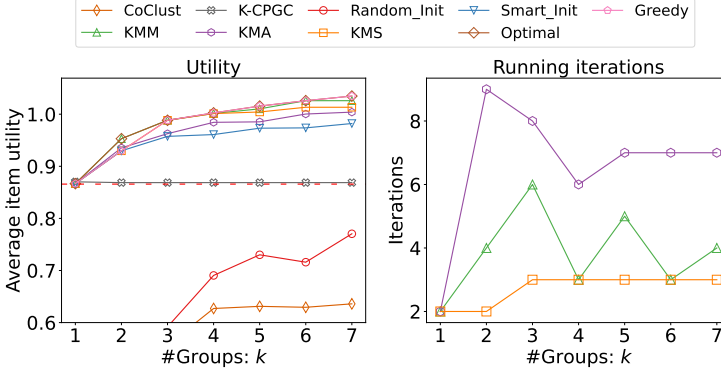 CoClust K-CPGC Random_Init Smart_Init Greedy
KMM KMA KMS Optimal
Utility
Average item utility
1.0
0.9
0.8
0.7
0.6
1 2 3 4 5 6 7
#Groups: k
Running iterations
Iterations
8
6
4
2
1 2 3 4 5 6 7
#Groups: k